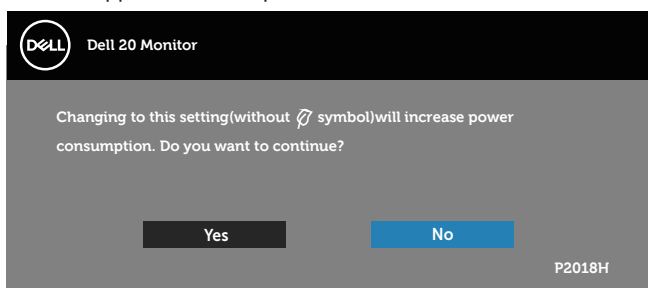 DELL
Dell 20 Monitor
Changing to this setting(without symbol)will increase power
consumption. Do you want to continue?
Yes
No
P2018H